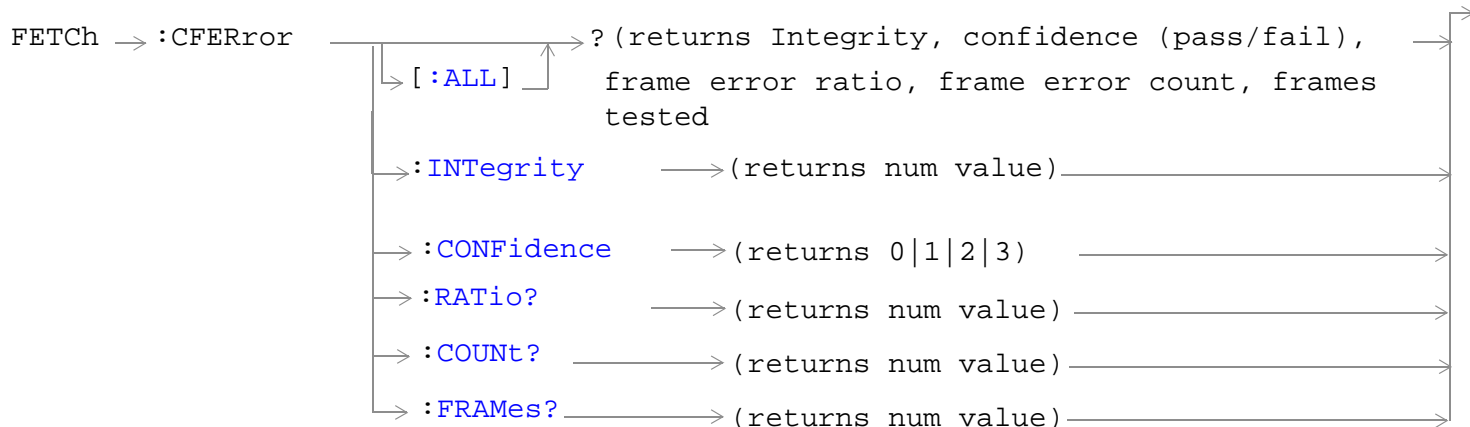 FETCh :CFERror ? (returns Integrity, confidence (pass/fail),
[:ALL] frame error ratio, frame error count, frames
tested
:INTegrity (returns num value)
:CONFidence (returns 0|1|2|3)
:RATio? (returns num value)
:COUNt? (returns num value)
:FRAMes? (returns num value)